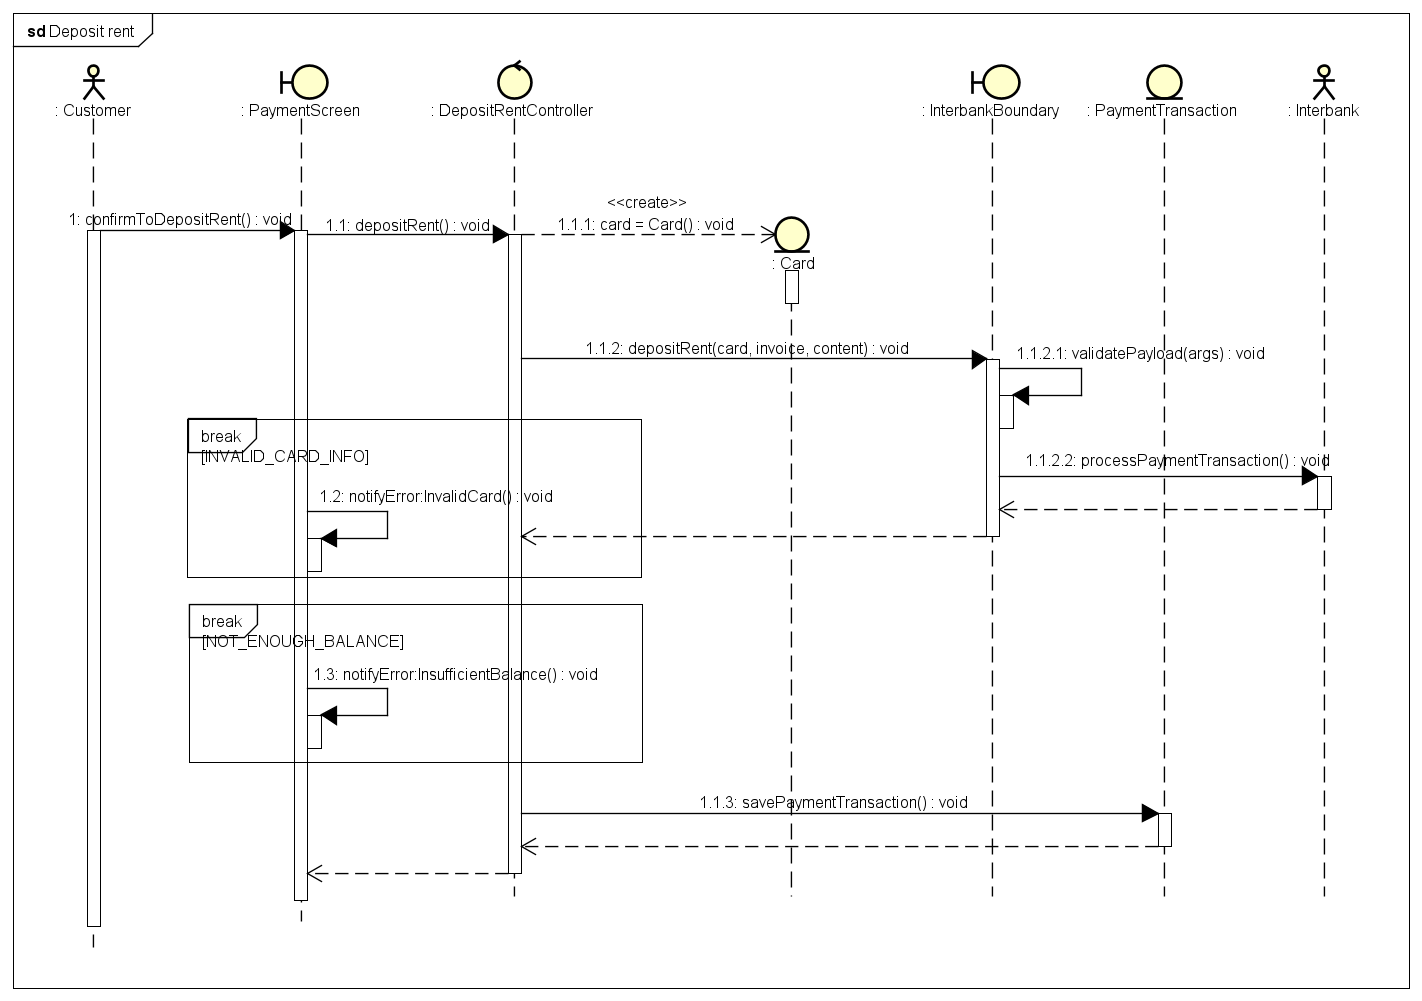 sd Deposit rent
: Customer
: PaymentScreen
: DepositRentController
: InterbankBoundary
: PaymentTransaction
: Interbank
<<create>>
1: confirmToDepositRent() : void
1.1: depositRent() : void
1.1.1: card = Card() : void
: Card
1.1.2: depositRent(card, invoice, content) : void
1.1.2.1: validatePayload(args) : void
break
[INVALID_CARD_INFO]
1.1.2.2: processPaymentTransaction() : void
1.2: notifyError:InvalidCard() : void
break
[NOT_ENOUGH_BALANCE]
1.3: notifyError:InsufficientBalance() : void
1.1.3: savePaymentTransaction() : void